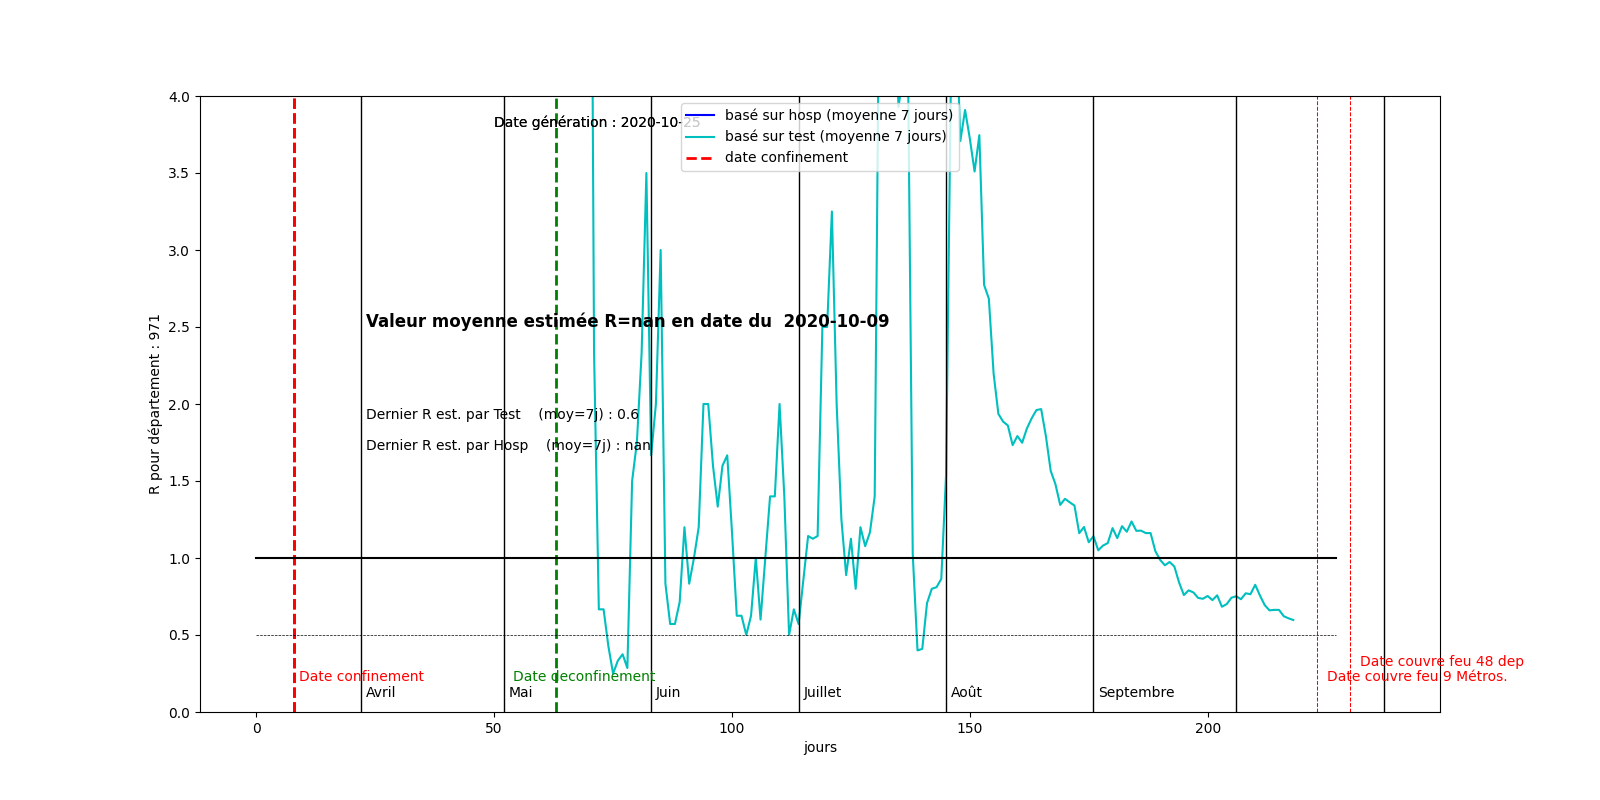 4.0
Date génération : 2020-10-25
basé sur hosp (moyenne 7 jours)
basé sur test (moyenne 7 jours)
date confinement
3.5
3.0
2.5
Valeur moyenne estimée R=nan en date du  2020-10-09
2.0
Dernier R est. par Test    (moy=7j) : 0.6
Dernier R est. par Hosp    (moy=7j) : nan
R pour département : 971
1.5
1.0
0.5
Date couvre feu 48 dep
Date confinement
Date deconfinement
Date couvre feu 9 Métros.
Avril
Mai
Juin
Juillet
Août
Septembre
0.0
0
50
100
150
200
jours